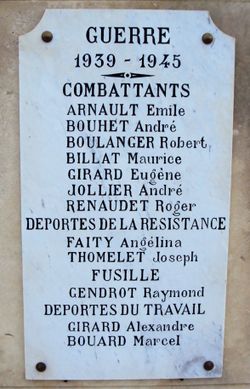 GUERRE
1939 - 1945
COMBATTANTS
ARNAULT Emile
BOUHET André
BOULANGER Robert
BILLAT Maurice
GIRARD Eugène
JOLLIER André
RENAUDET Roger
DEPORTES DE LA RESISTANCE
FAITY Angélina
THOMELET Joseph
FUSILLE
GENDROT Raymond
DEPORTES DU TRAVAIL
GIRARD Alexandre
BOUARD Marcel